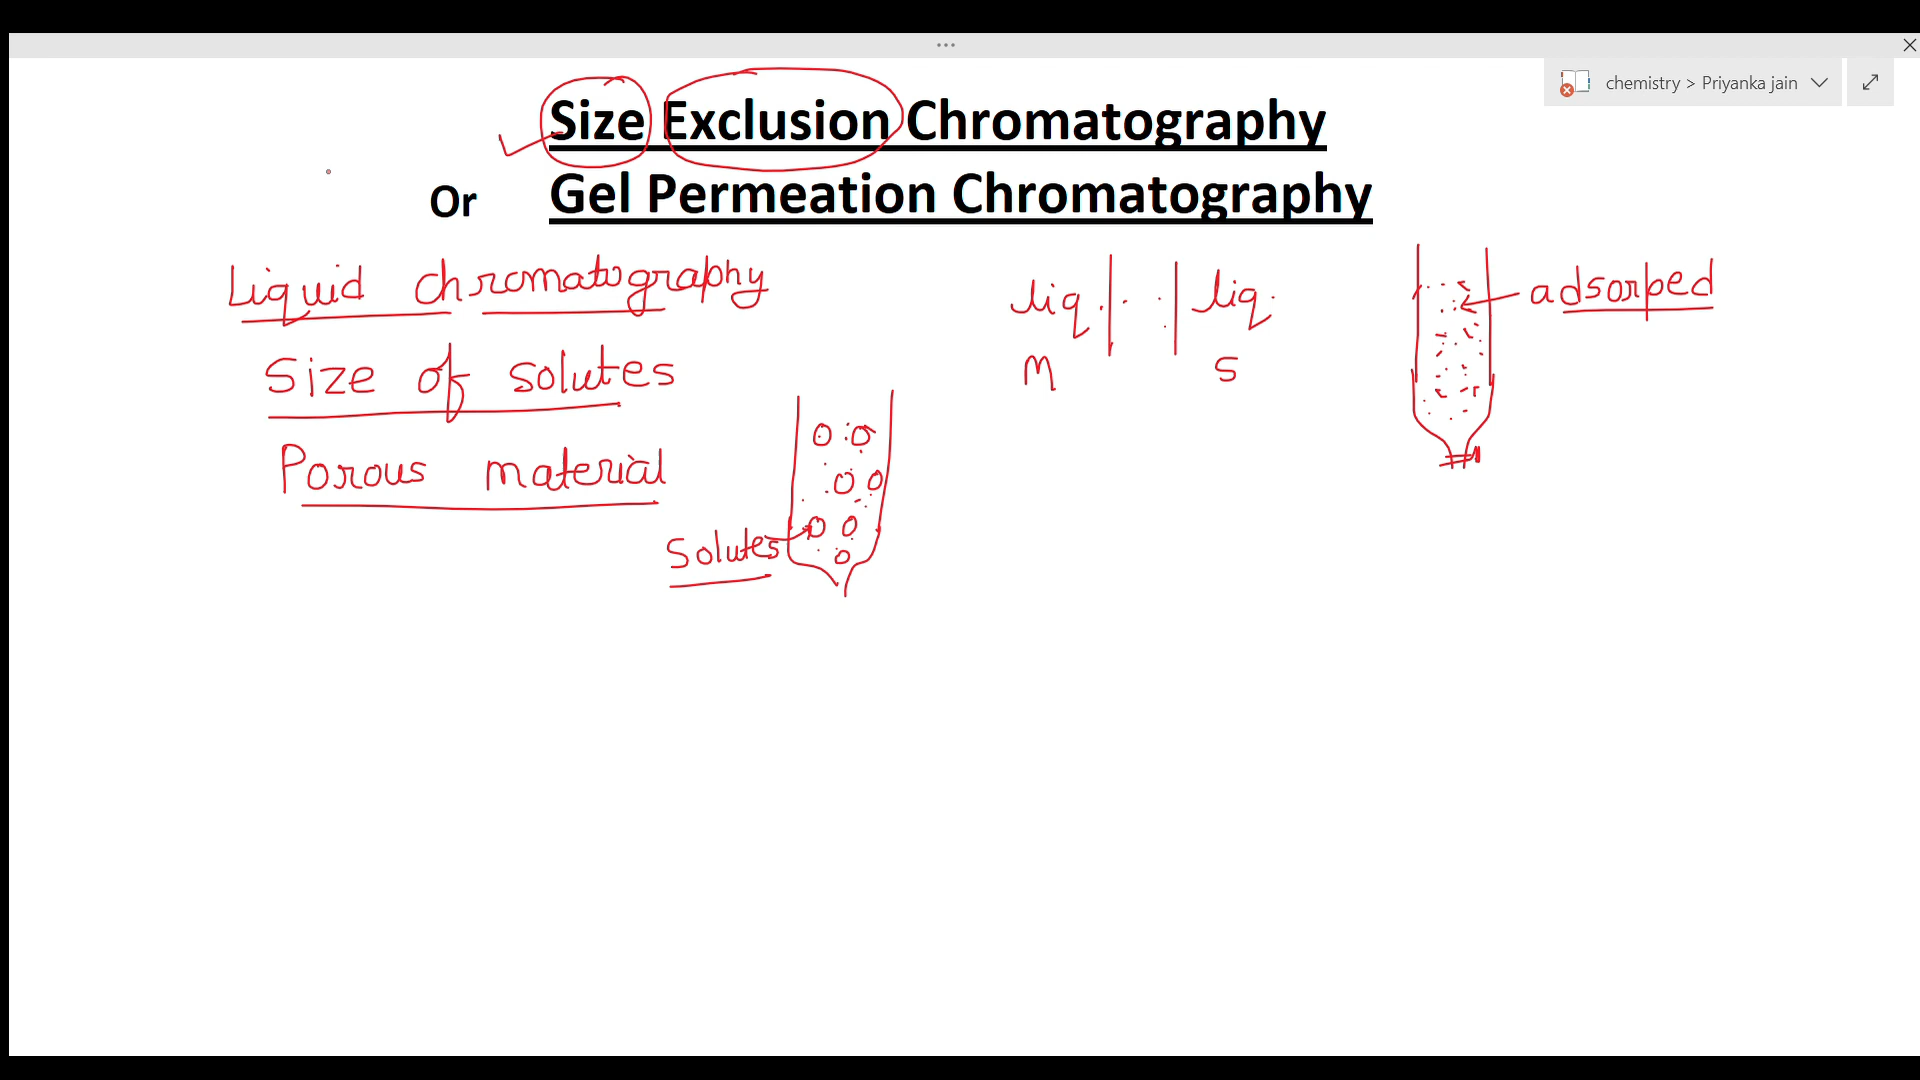 chemistry > Priyanka jain
Size Exclusion Chromatography
Or Gel Permeation Chromatography
Liquid chromatography
liq. liq.
adsorbed
M S
Size of solutes
Porous material
Solutes